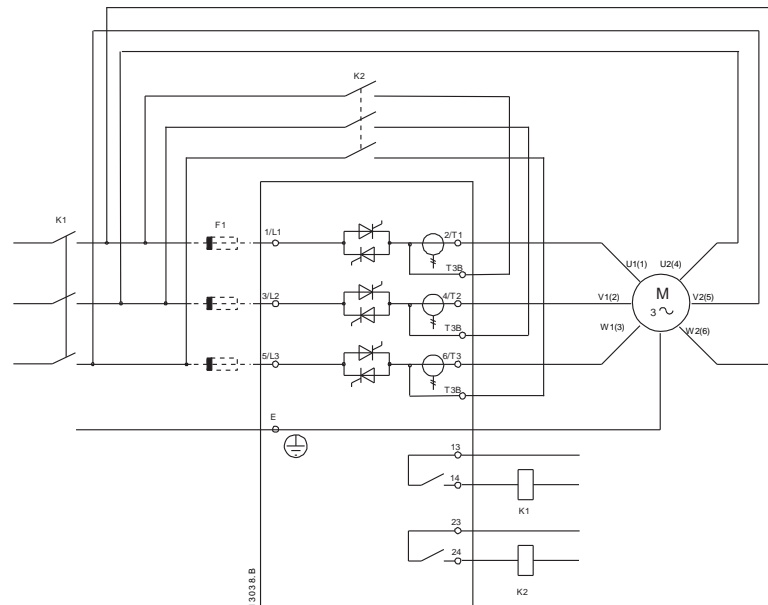 K2
K1
F1
1/L1
2/T1
T3B
U1(1)
U2(4)
3/L2
4/T2
T3B
V1(2)
M
3
V2(5)
W1(3)
W2(6)
5/L3
6/T3
T3B
E
13
14
K1
23
24
K2